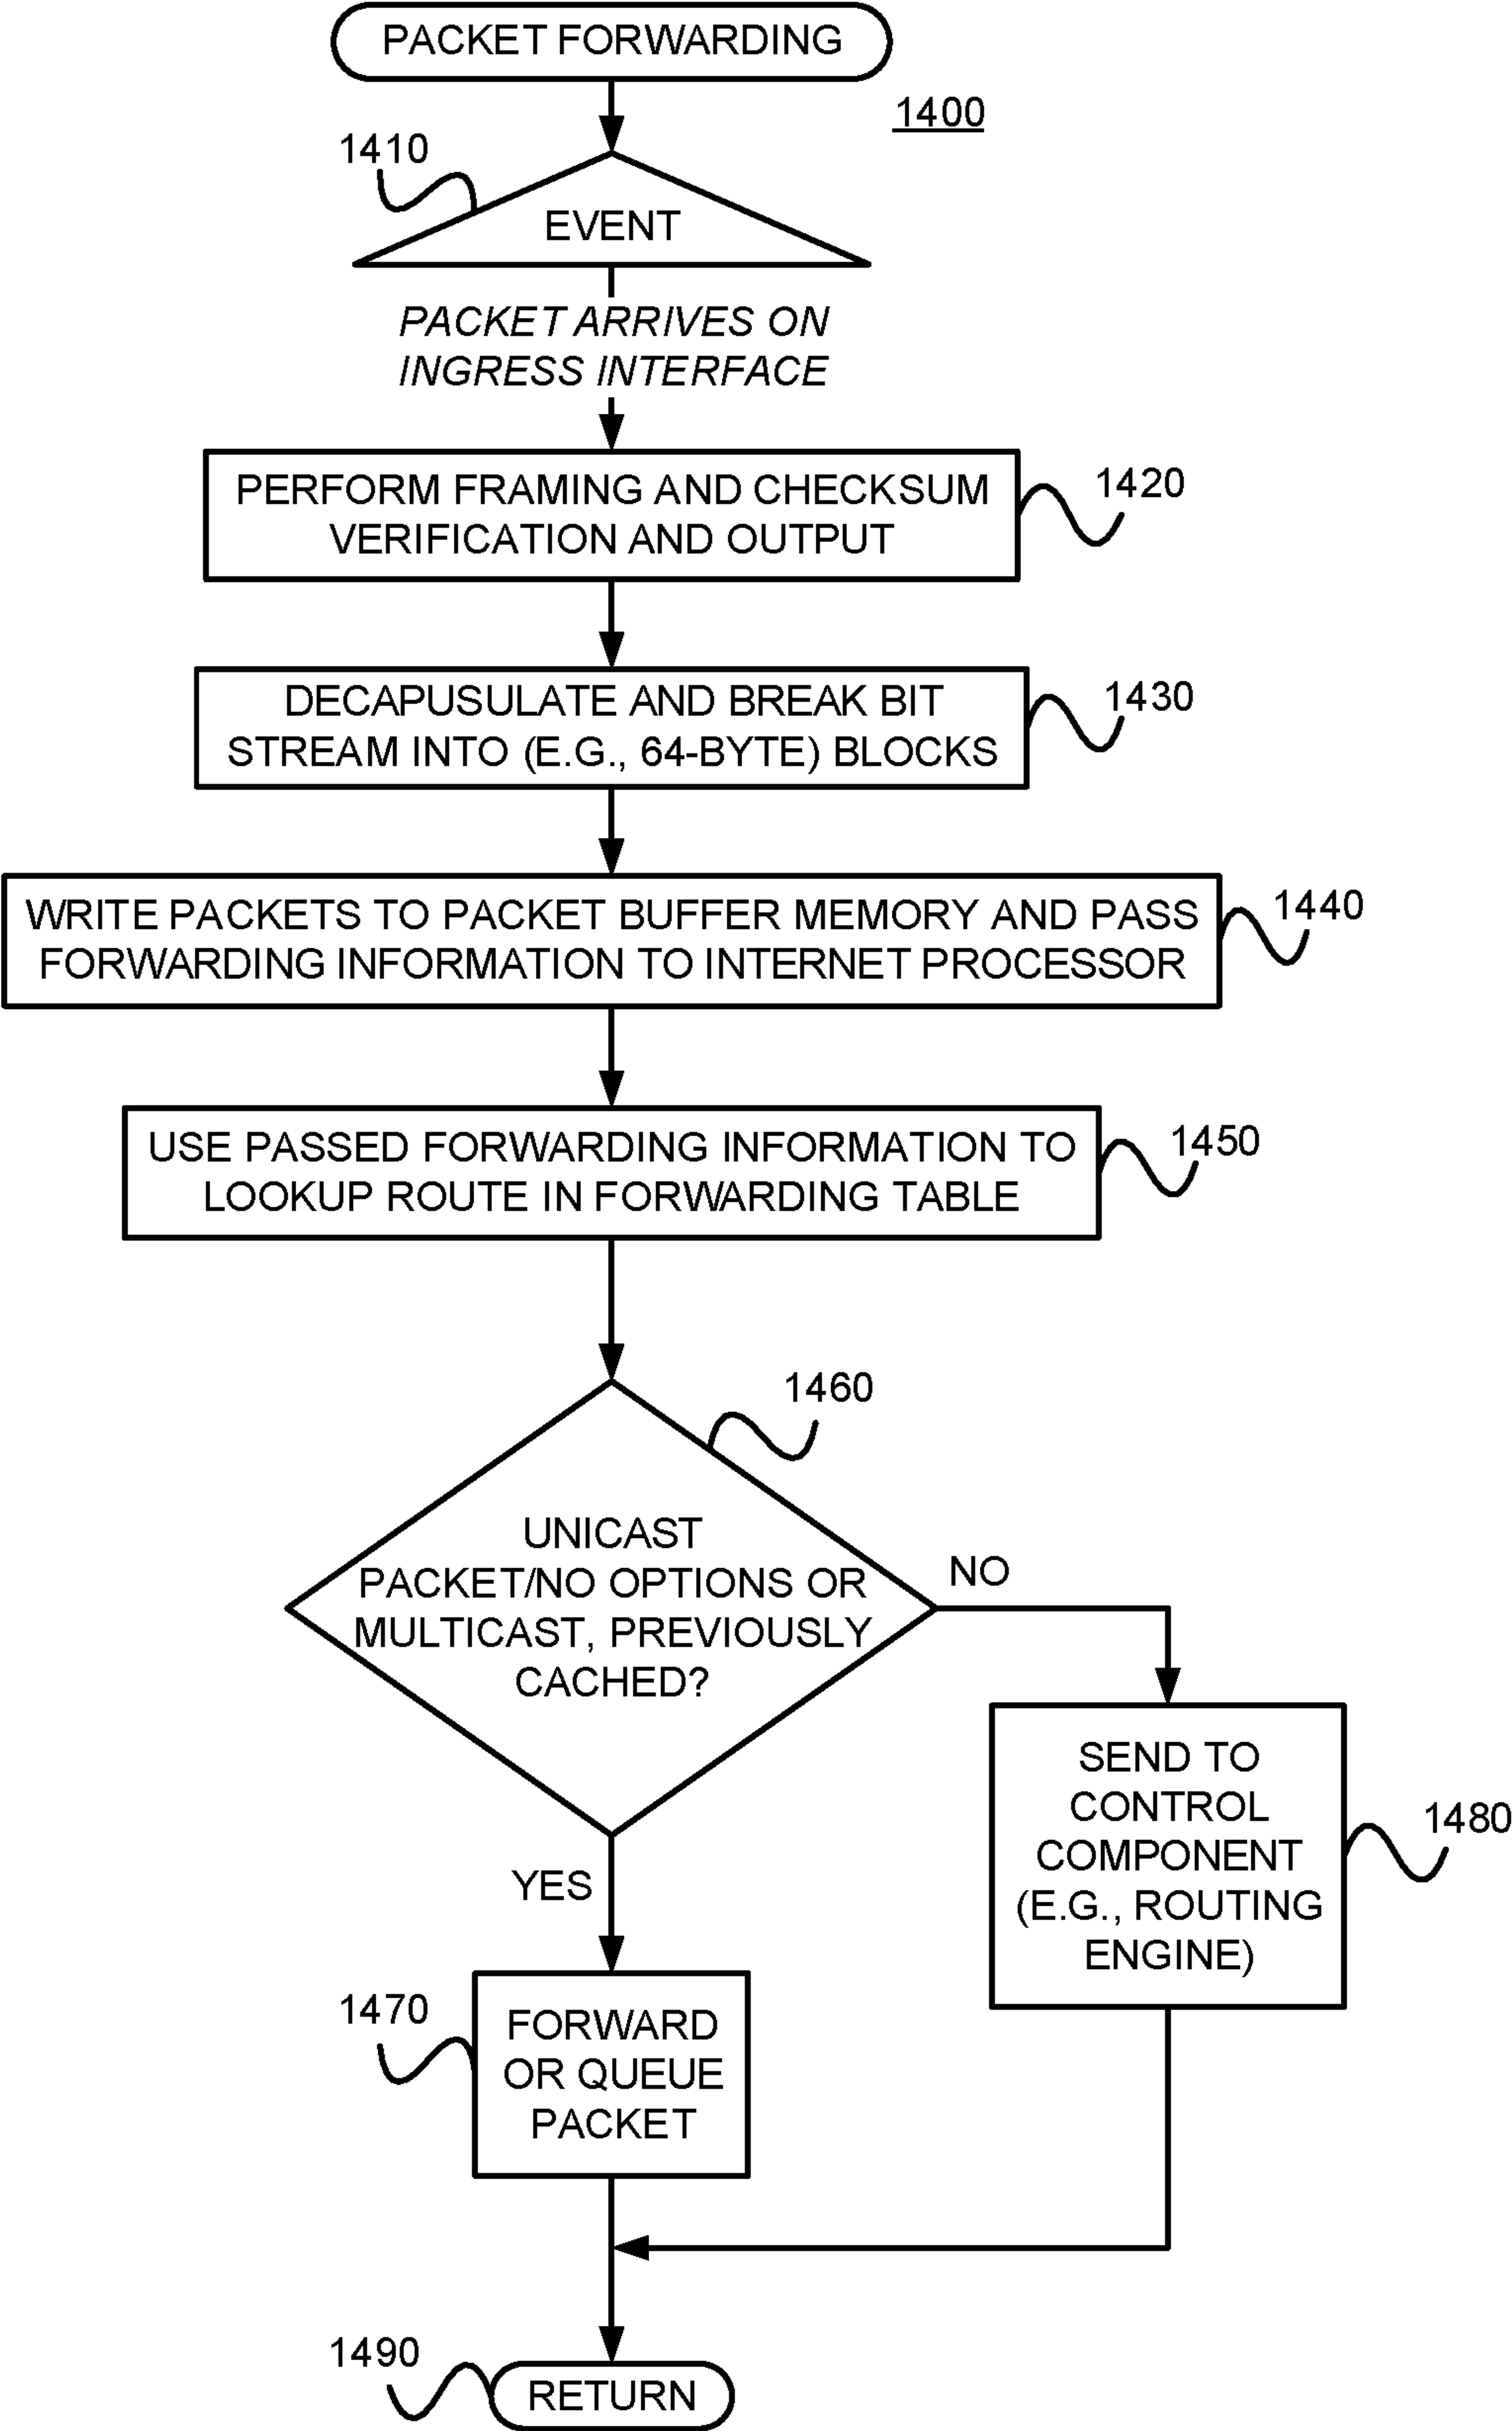 PACKET FORWARDING
1400
1410
EVENT
PACKET ARRIVES ON
INGRESS INTERFACE
PERFORM FRAMING AND CHECKSUM
VERIFICATION AND OUTPUT
1420
DECAPUSULATE AND BREAK BIT
STREAM INTO (E.G., 64-BYTE) BLOCKS
1430
WRITE PACKETS TO PACKET BUFFER MEMORY AND PASS
FORWARDING INFORMATION TO INTERNET PROCESSOR
1440
USE PASSED FORWARDING INFORMATION TO
LOOKUP ROUTE IN FORWARDING TABLE
1450
1460
UNICAST
PACKET/NO OPTIONS OR
MULTICAST, PREVIOUSLY
CACHED?
NO
SEND TO
CONTROL
COMPONENT
(E.G., ROUTING
ENGINE)
1480
YES
1470
FORWARD
OR QUEUE
PACKET
1490
RETURN